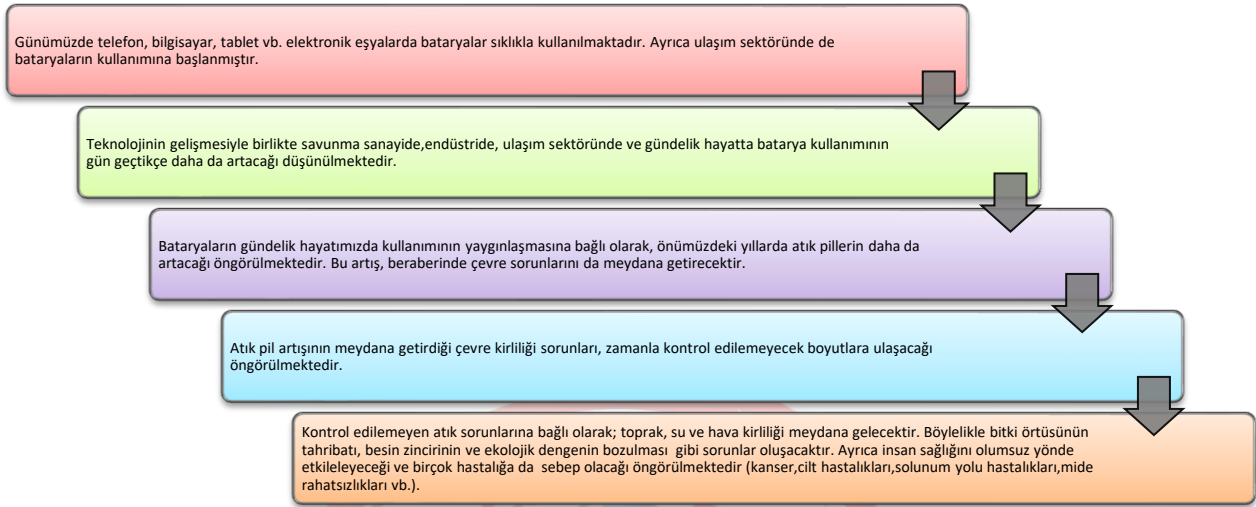 Günümüzde telefon, bilgisayar, tablet vb. elektronik eşyalarda bataryalar sıklıkla kullanılmaktadır. Ayrıca ulaşım sektöründe de
bataryaların kullanımına başlanmıştır.
Teknolojinin gelişmesiyle birlikte savunma sanayide,endüstride, ulaşım sektöründe ve gündelik hayatta batarya kullanımının
gün geçtikçe daha da artacağı düşünülmektedir.
Bataryaların gündelik hayatımızda kullanımının yaygınlaşmasına bağlı olarak, önümüzdeki yıllarda atık pillerin daha da
artacağı öngörülmektedir. Bu artış, beraberinde çevre sorunlarını da meydana getirecektir.
Atık pil artışının meydana getirdiği çevre kirliliği sorunları, zamanla kontrol edilemeyecek boyutlara ulaşacağı
öngörülmektedir.
Kontrol edilemeyen atık sorunlarına bağlı olarak; toprak, su ve hava kirliliği meydana gelecektir. Böylelikle bitki örtüsünün
tahribatı, besin zincirinin ve ekolojik dengenin bozulması gibi sorunlar oluşacaktır. Ayrıca insan sağlığını olumsuz yönde
etkileleyeceği ve birçok hastalığa da sebep olacağı öngörülmektedir (kanser,cilt hastalıkları,solunum yolu hastalıkları,mide
rahatsızlıkları vb.).